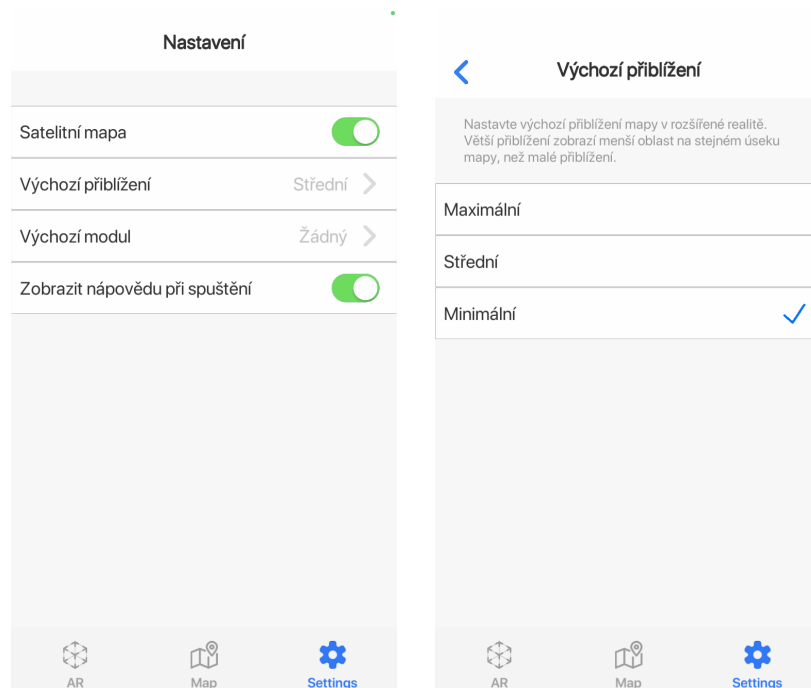 Nastavení
Satelitní mapa
Výchozí přiblížení Střední
Výchozí modul Žádný
Zobrazit nápovědu při spuštění
AR Map Settings
Výchozí přiblížení
Nastavte výchozí přiblížení mapy v rozšířené realitě.
Větší přiblížení zobrazí menší oblast na stejném úseku
mapy, než malé přiblížení.
Maximální
Střední
Minimální
AR Map Settings